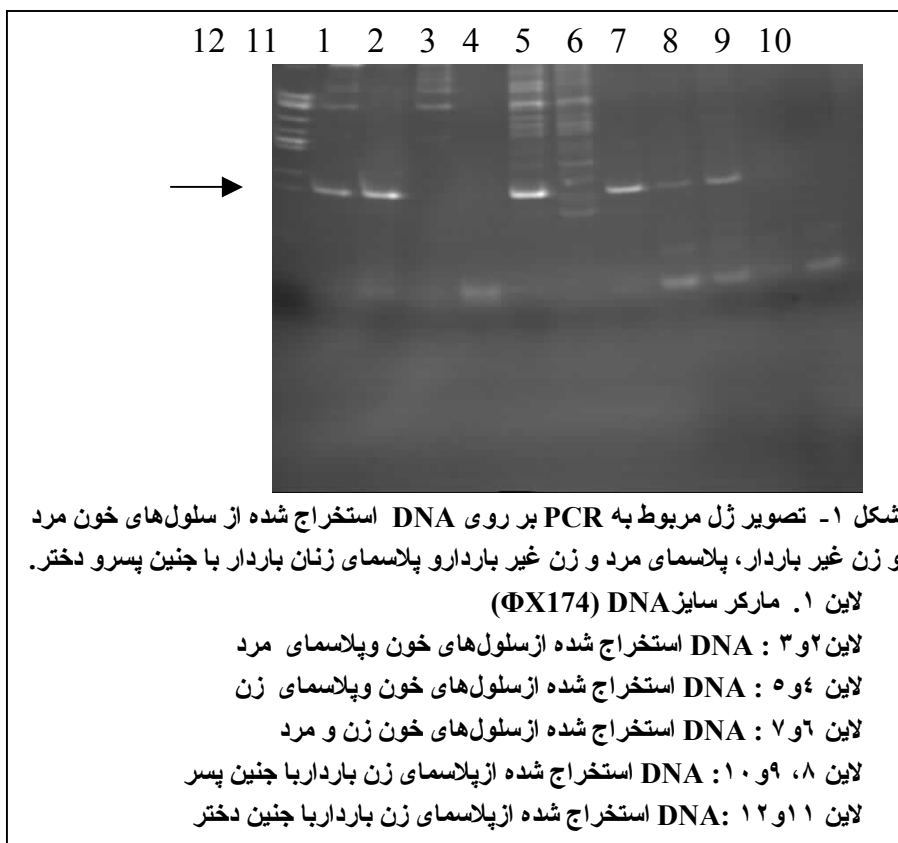 12 11 1 2 3 4 5 6 7 8 9 10
شکل ۱- تصویر ژل مربوط به PCR بر روی DNA استخراج شده از سلول‌های خون مرد
و زن غیر باردار، پلاسمای مرد و زن غیر باردارو پلاسمای زنان باردار با جنین پسرو دختر.
لاین ۱. مارکر سایزDNA (ΦX174)
لاین۲و۳ : DNA استخراج شده ازسلول‌های خون وپلاسمای مرد
لاین ٤و٥ : DNA استخراج شده ازسلول‌های خون وپلاسمای زن
لاین ٦و۷ : DNA استخراج شده ازسلول‌های خون زن و مرد
لاین ۸، ۹و۱۰: DNA استخراج شده ازپلاسمای زن بارداربا جنین پسر
لاین ۱۱و۱۲ :DNA استخراج شده ازپلاسمای زن بارداربا جنین دختر